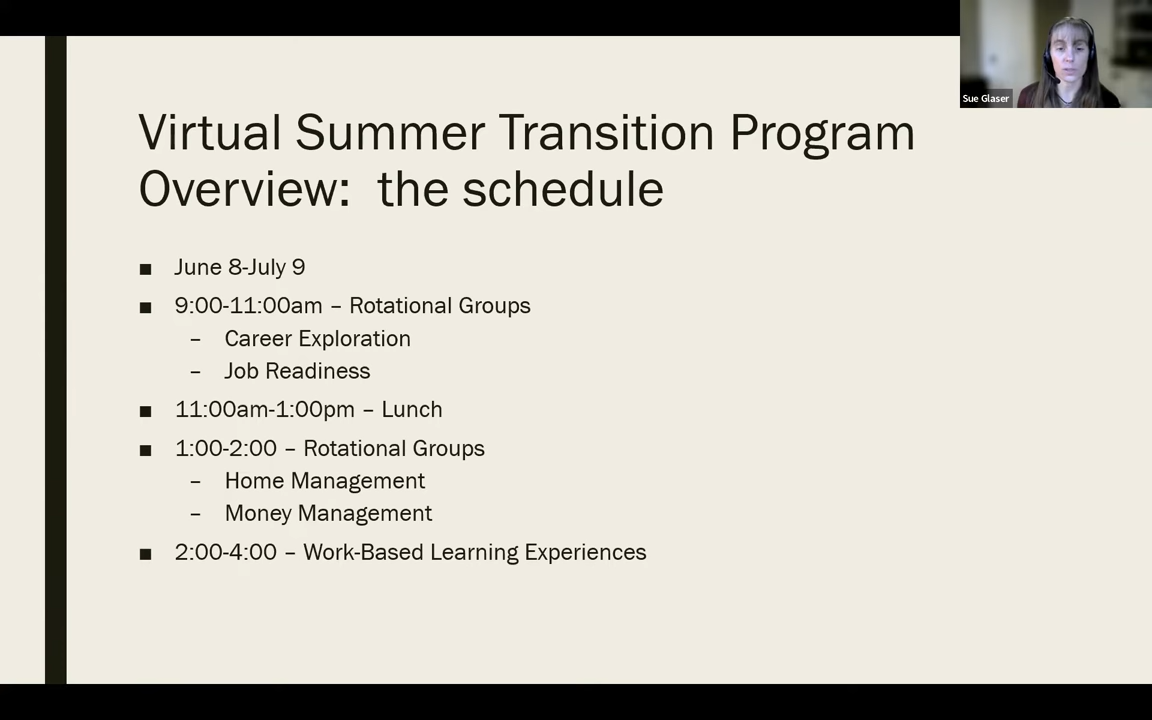 Sue Glaser
Virtual Summer Transition Program
Overview:  the schedule
■ June 8-July 9
■ 9:00-11:00am – Rotational Groups
– Career Exploration
– Job Readiness
■ 11:00am-1:00pm – Lunch
■ 1:00-2:00 – Rotational Groups
– Home Management
– Money Management
■ 2:00-4:00 – Work-Based Learning Experiences